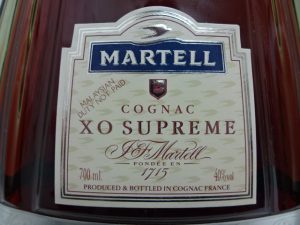 MARTELL
MALAYSIAN
DUTY NOT PAID
COGNAC
XO SUPREME
J&F Martell
FONDÉE EN
1715
700 ml.
40%vol
PRODUCED & BOTTLED IN COGNAC FRANCE